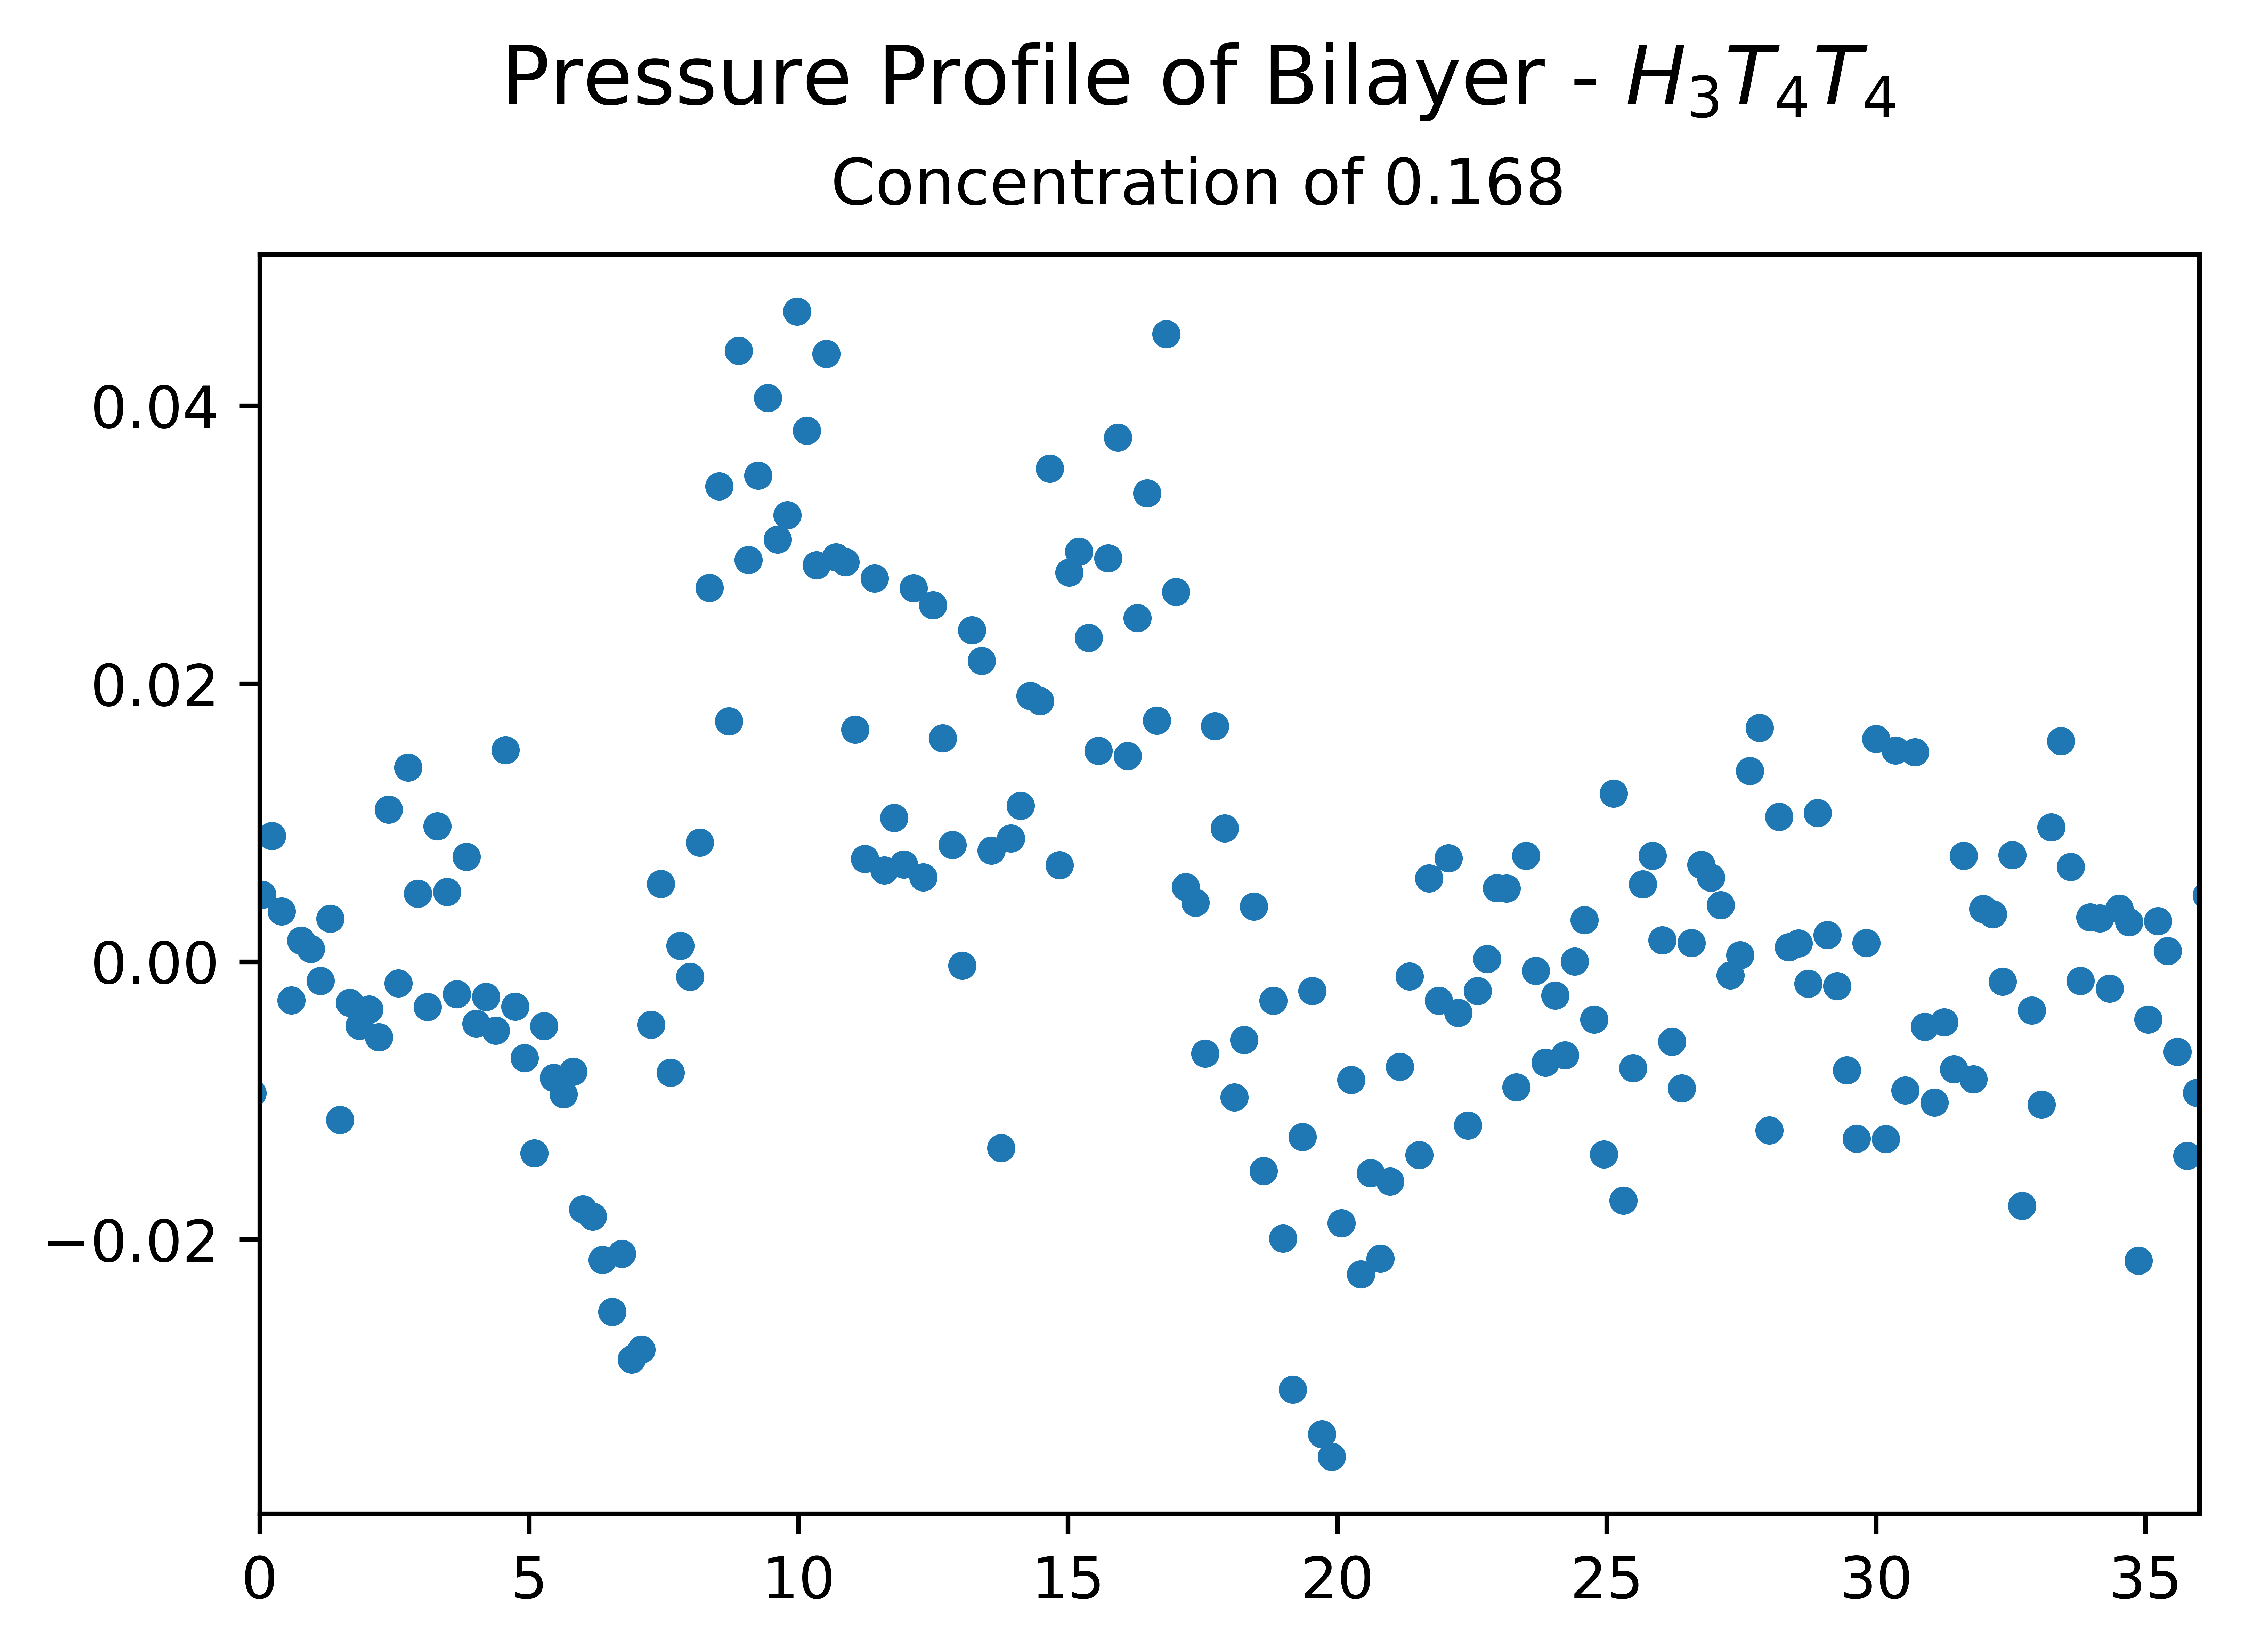 Pressure Profile of Bilayer - H₃T₄T₄
Concentration of 0.168
0.04
0.02
0.00
−0.02
0 5 10 15 20 25 30 35